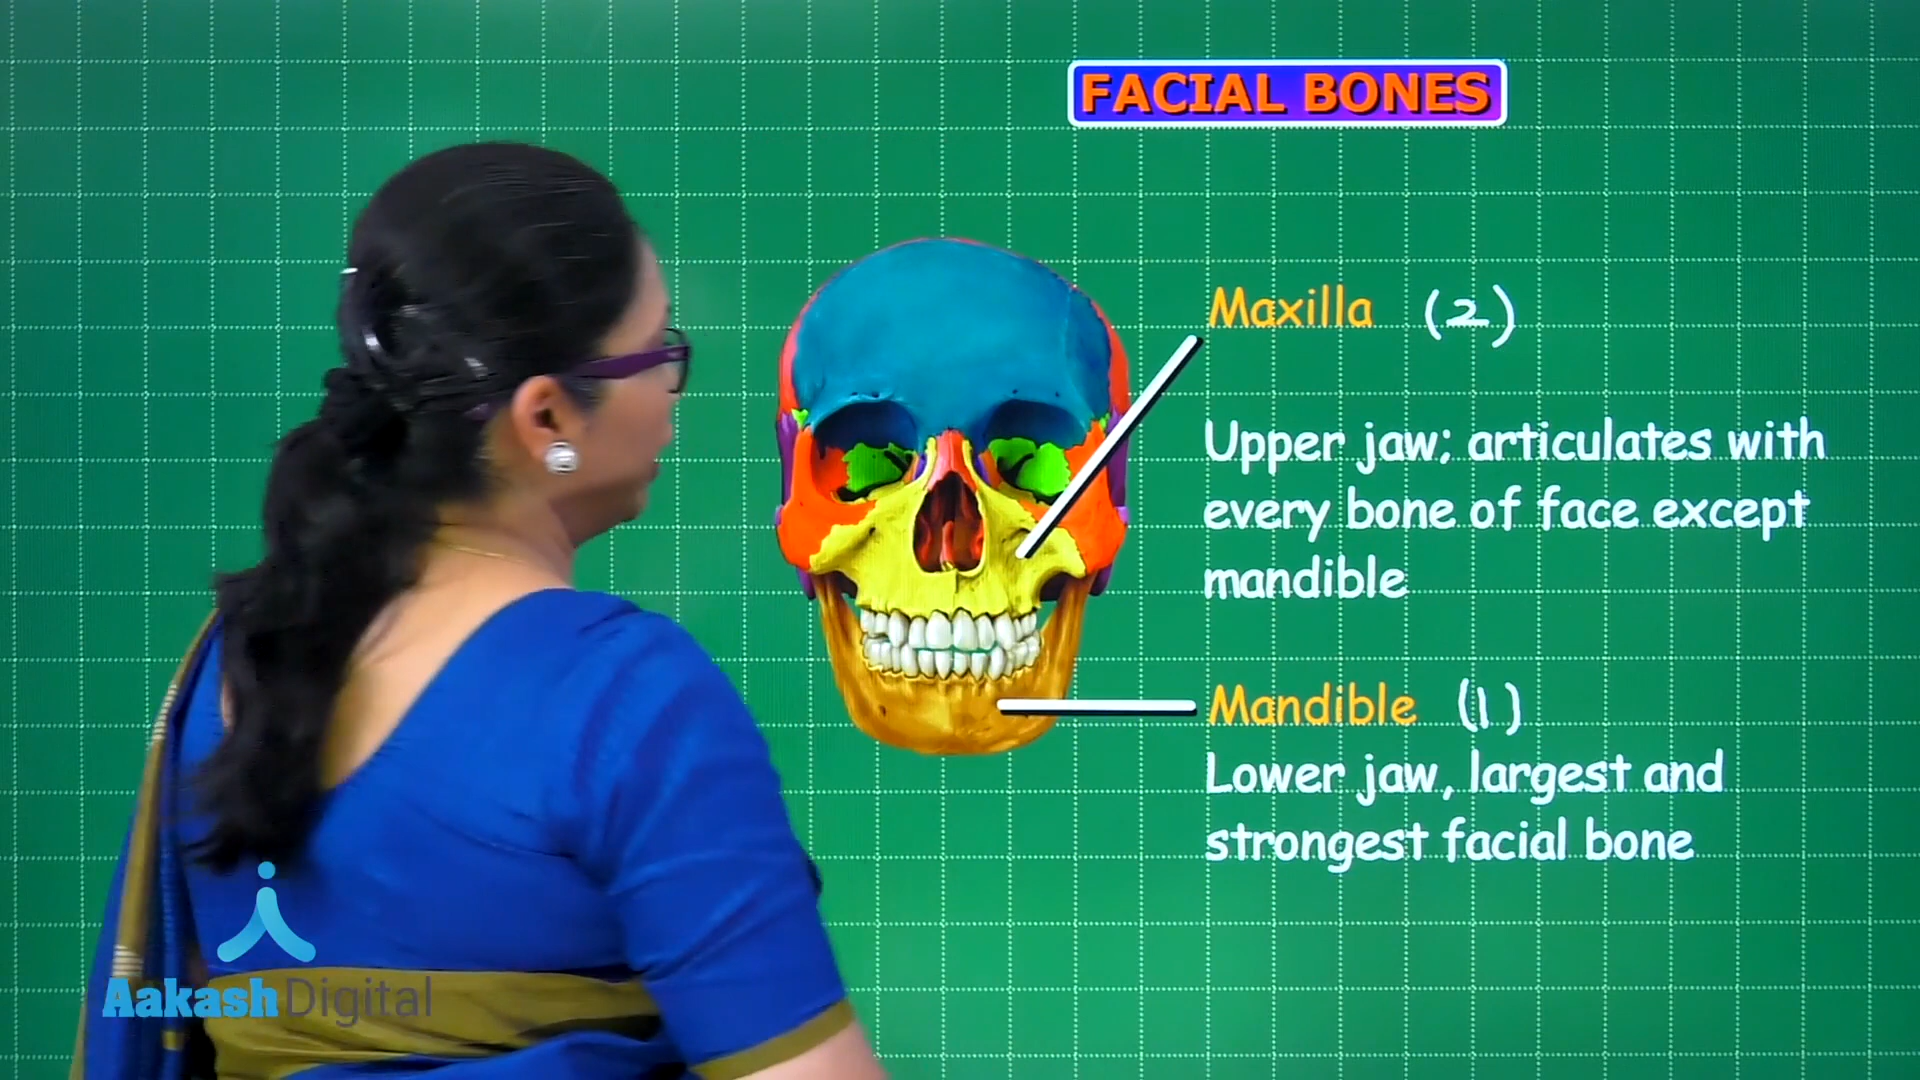 FACIAL BONES
Maxilla (2)
Upper jaw; articulates with
every bone of face except
mandible
Mandible (1)
Lower jaw, largest and
strongest facial bone
Aakash Digital